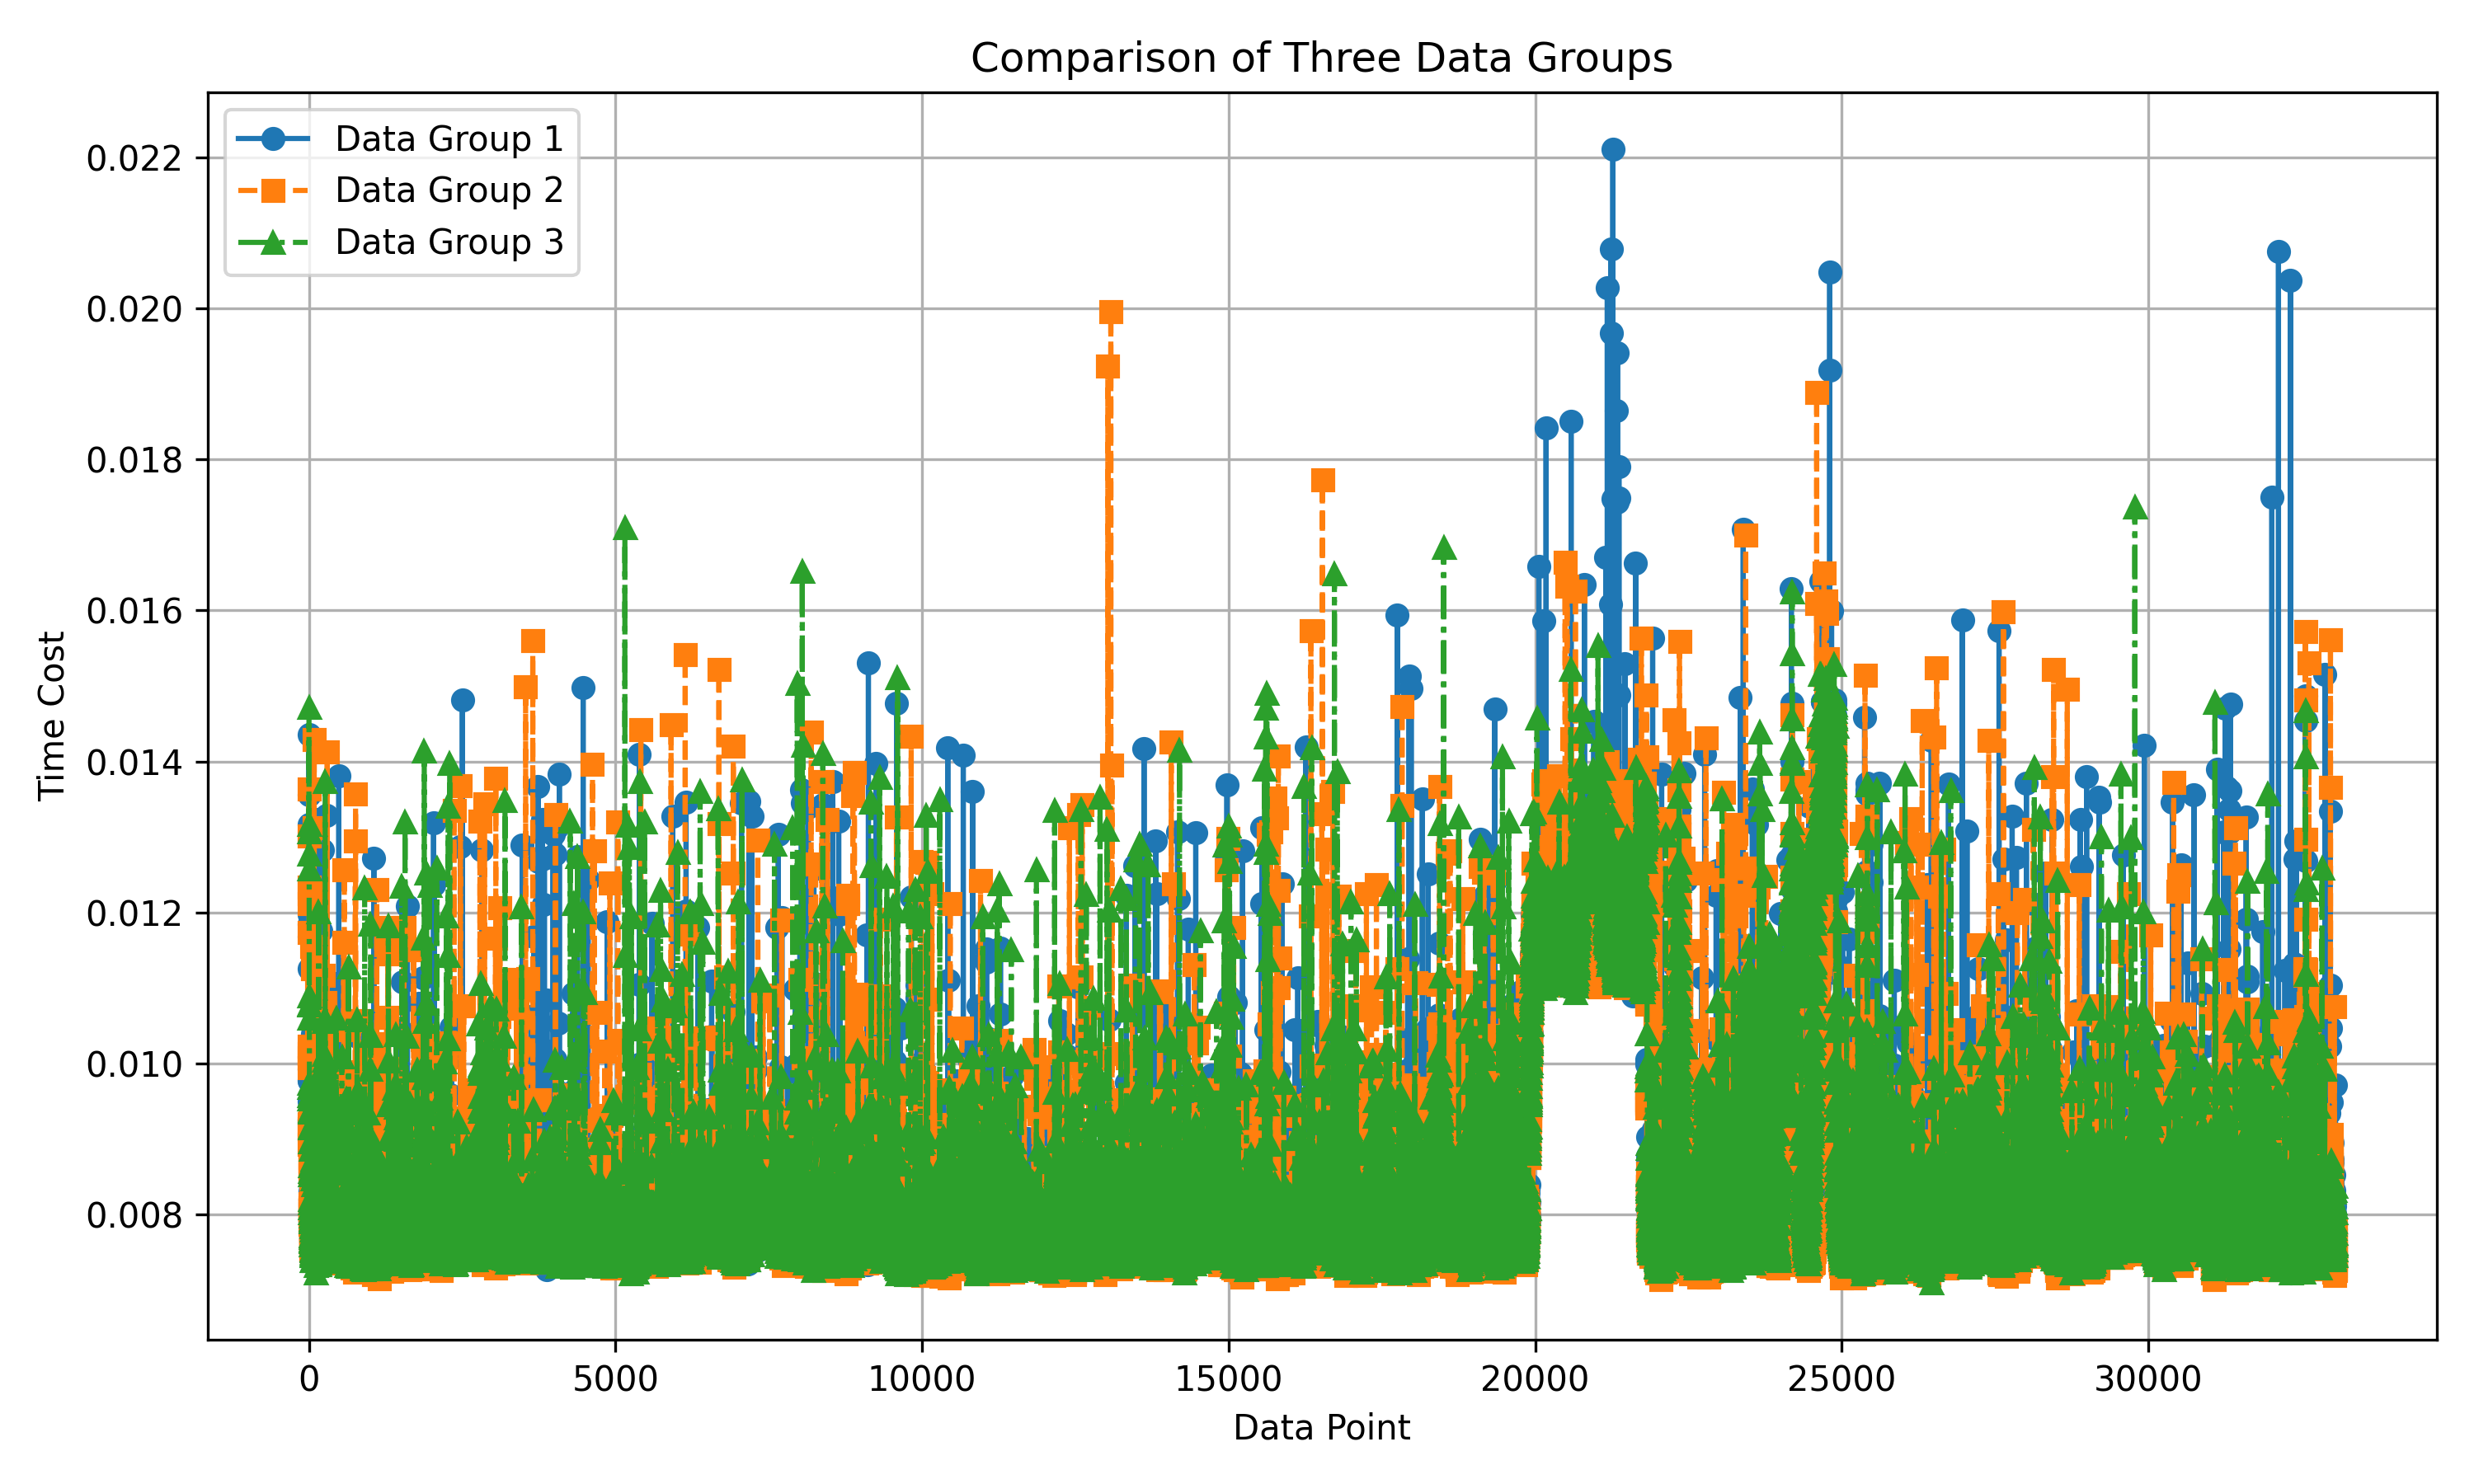 Comparison of Three Data Groups
Data Group 1
Data Group 2
Data Group 3
0.022
0.020
0.018
0.016
0.014
0.012
0.010
0.008
Time Cost
0
5000
10000
15000
20000
25000
30000
Data Point